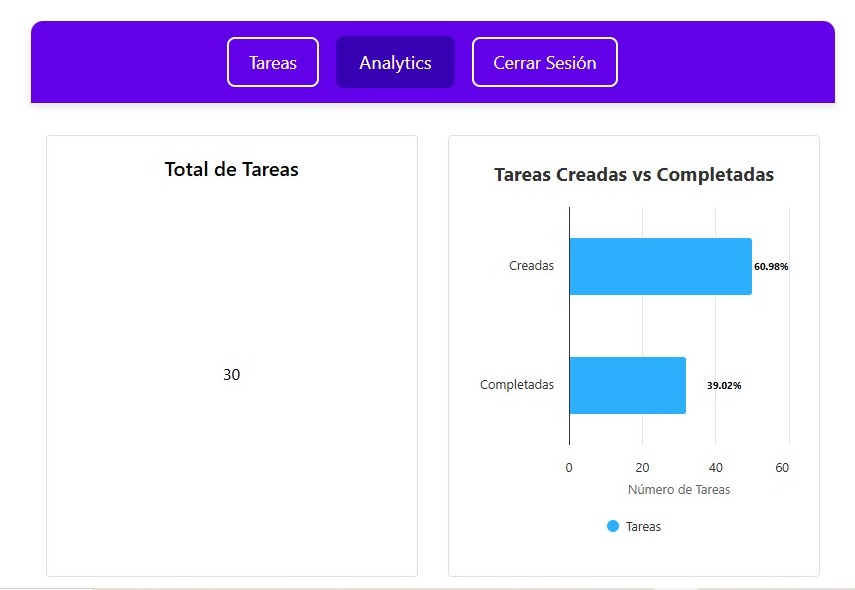 Tareas
Analytics
Cerrar Sesión
Total de Tareas
30
Tareas Creadas vs Completadas
Creadas
60.98%
Completadas
39.02%
0 20 40 60
Número de Tareas
Tareas